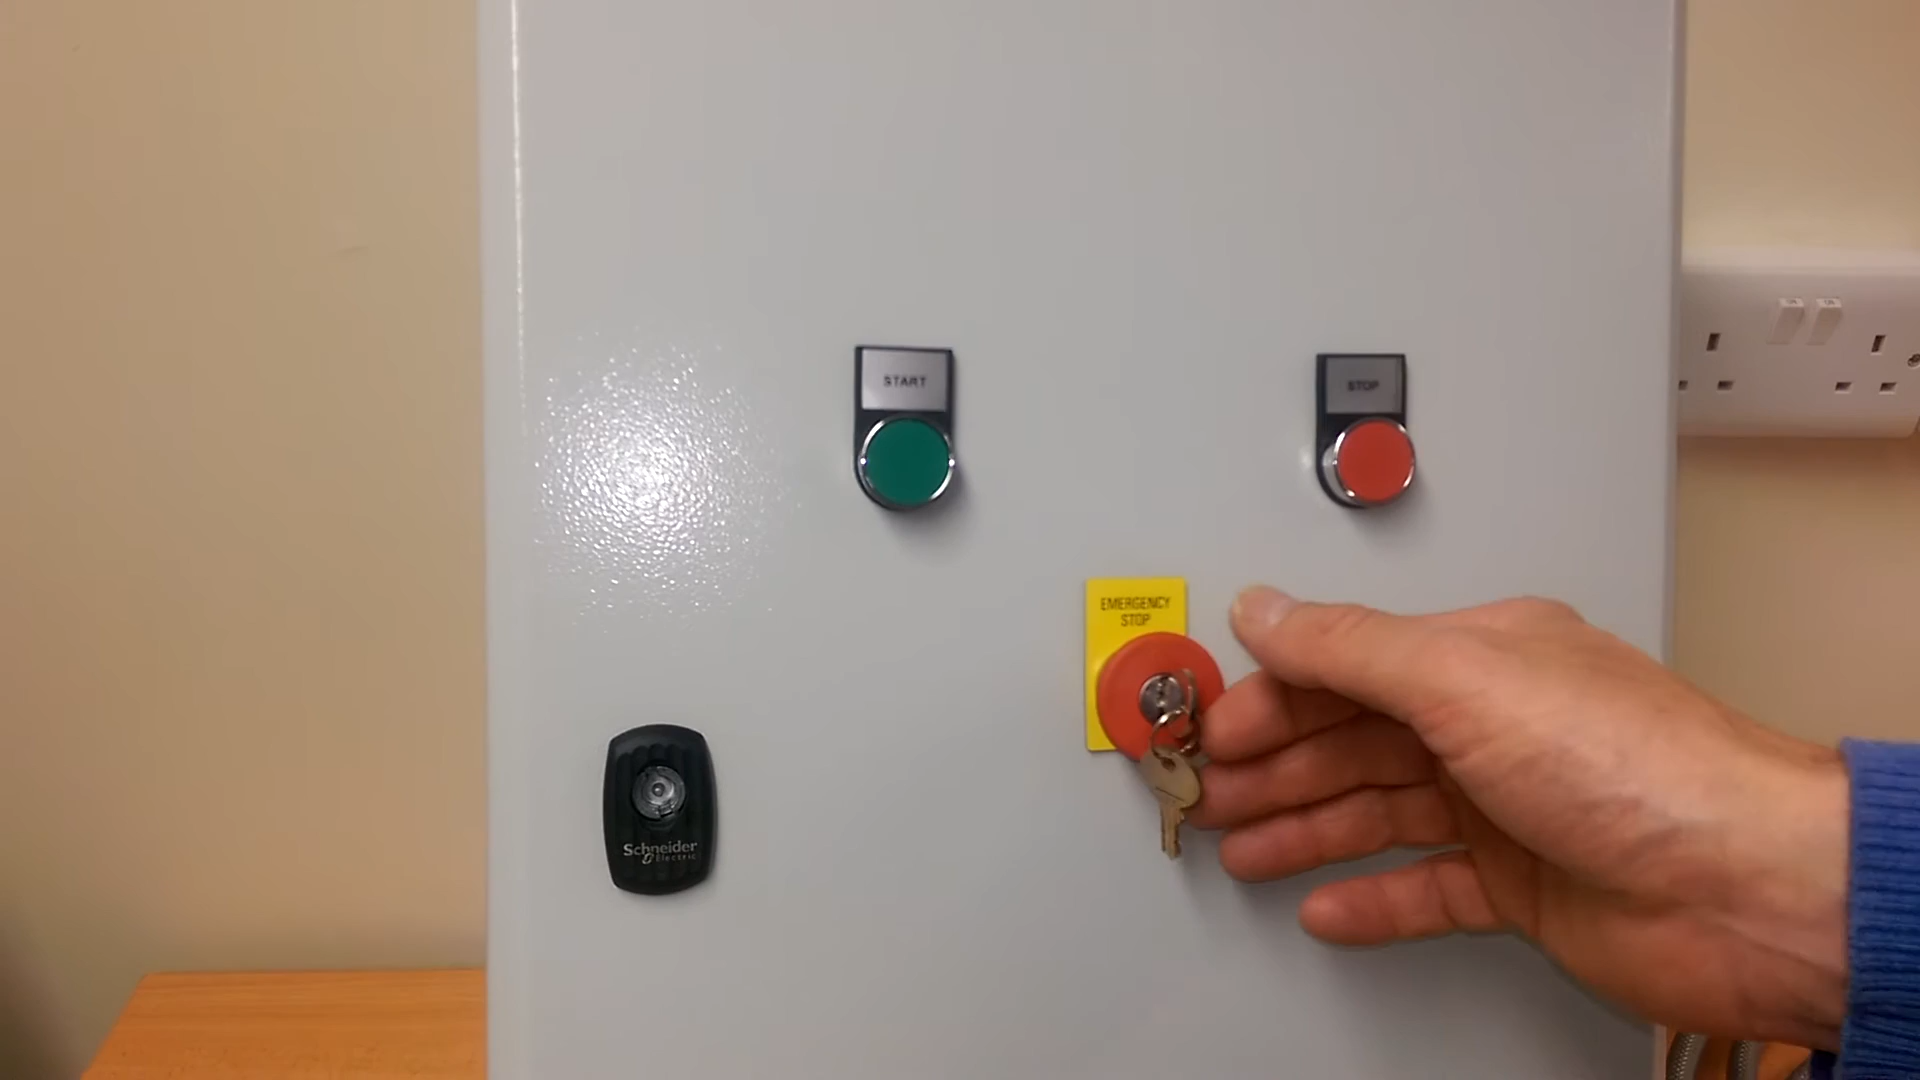 START
STOP
EMERGENCY
STOP
Schneider
Electric